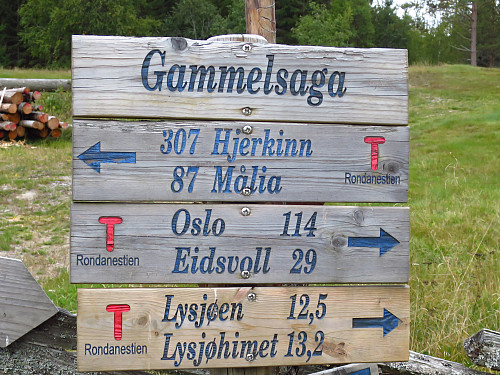 Gammelsaga
307 Hjerkinn
87 Målia
T
Rondanestien
Oslo 114
Eidsvoll 29
T
Rondanestien
Lysjøen 12,5
Lysjøhimet 13,2
T
Rondanestien